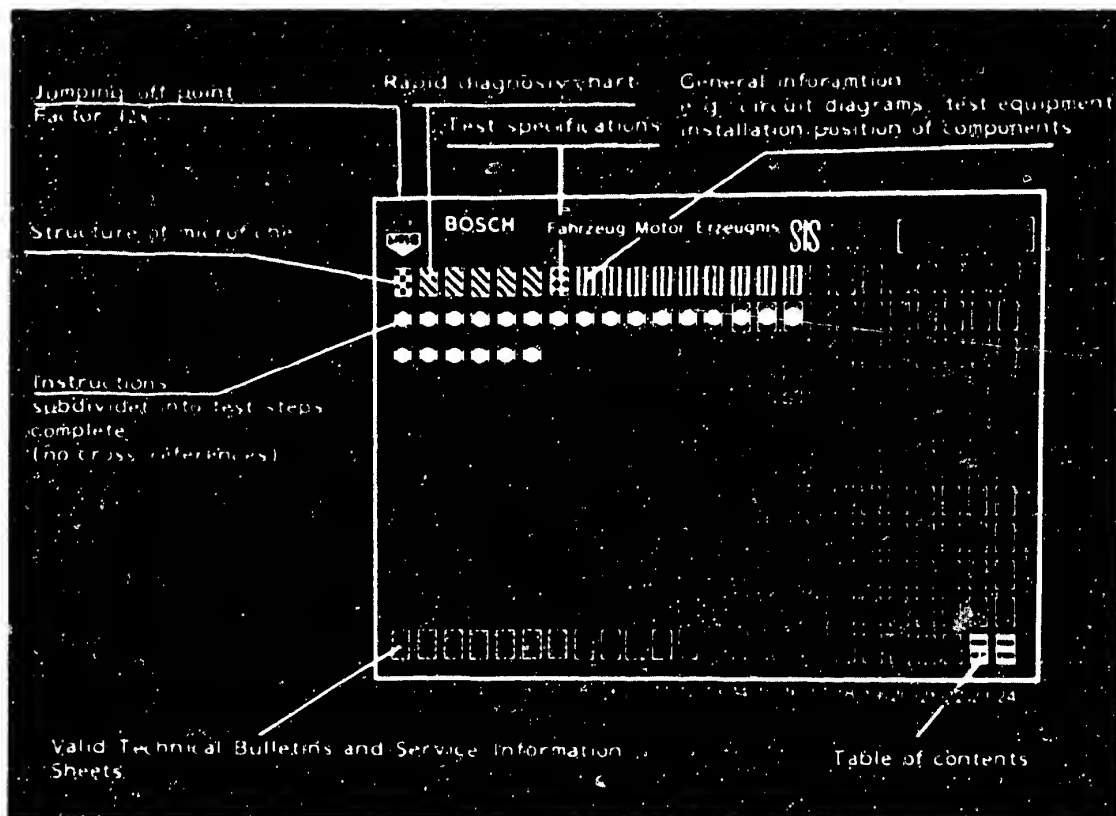 Jumping off point
Factor 42x
Rapid diagnosis chart
Test specifications
General inforamtion
e.g. circuit diagrams, test equipment
installation position of components
Structure of microfiche
BOSCH
Fahrzeug Motor Erzeugnis
SIS
Instructions
subdivided into test steps
complete
(no cross references)
24
Valid Technical Bulletins and Service Information
Sheets
Table of contents